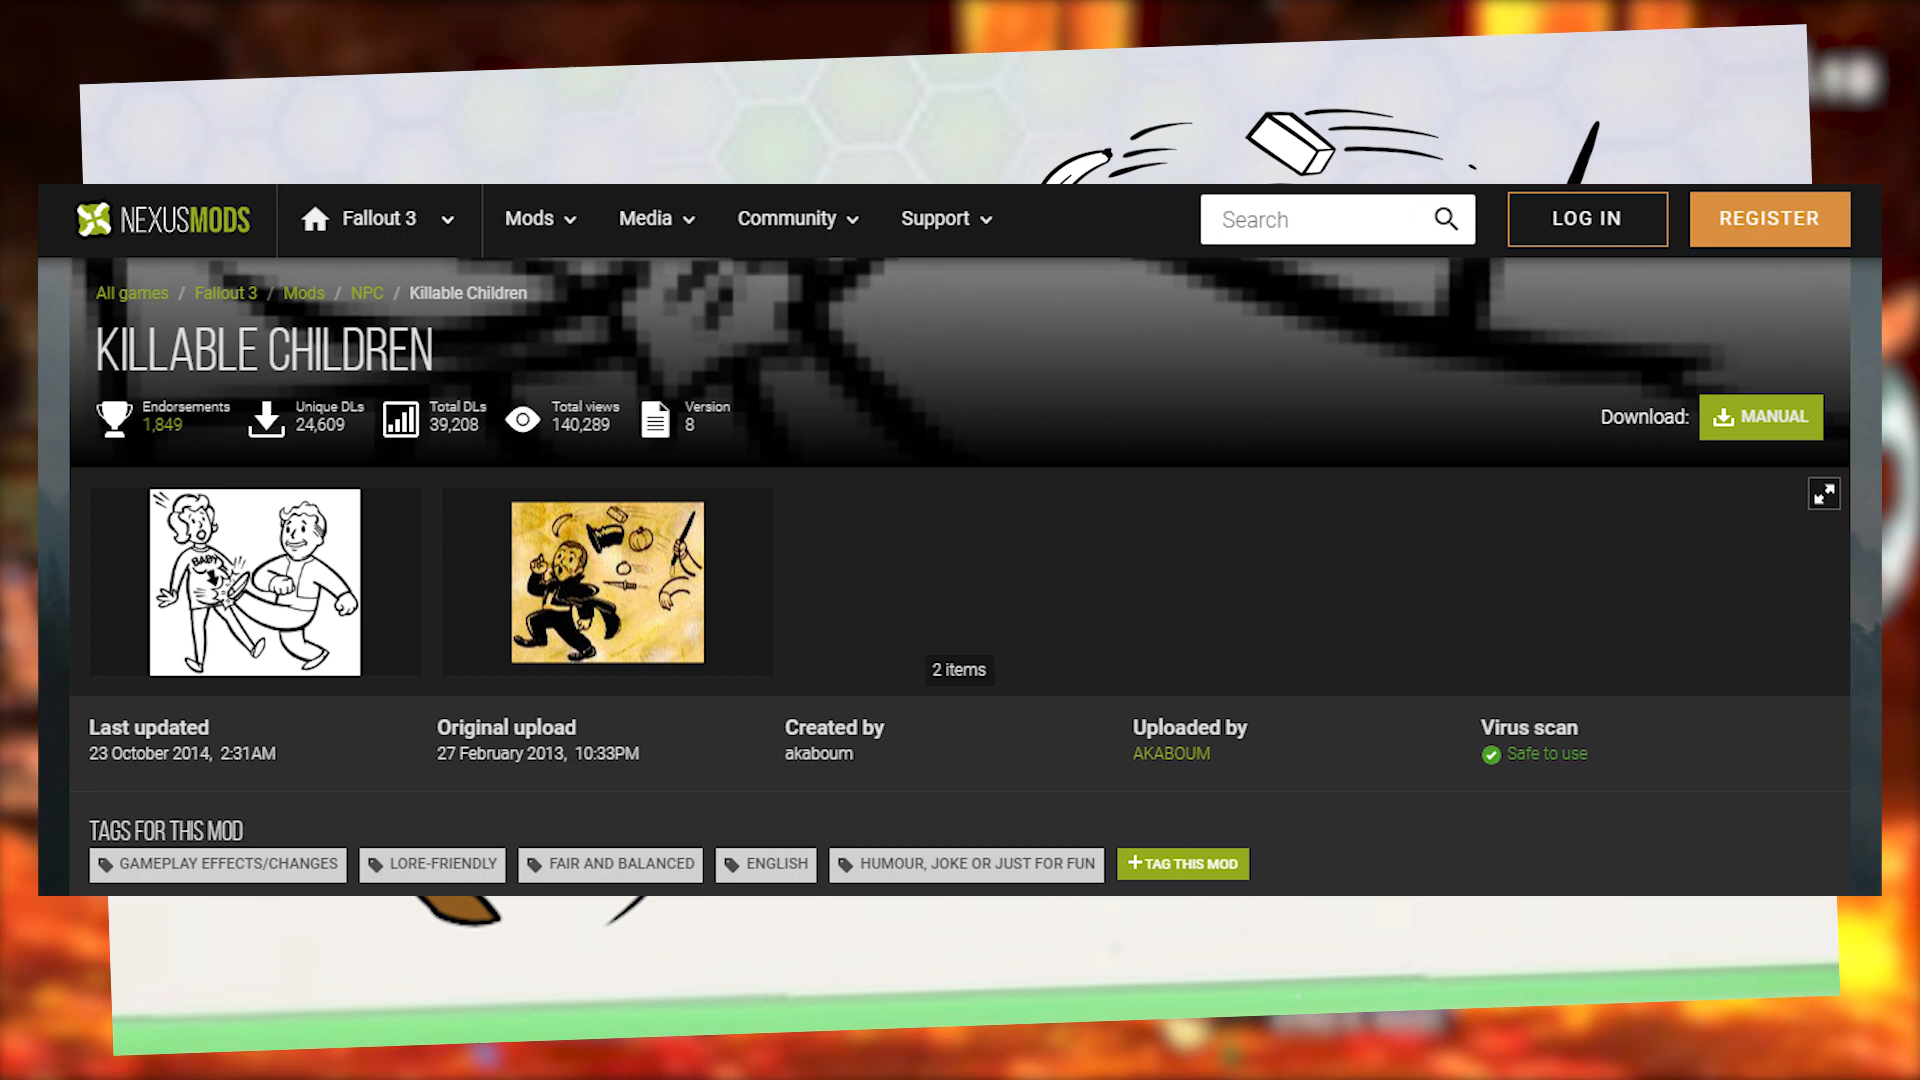 NEXUSMODS
Fallout 3
Mods
Media
Community
Support
Search
LOG IN
REGISTER
All games / Fallout 3 / Mods / NPC / Killable Children
KILLABLE CHILDREN
Endorsements
1,849
Unique DLs
24,609
Total DLs
39,208
Total views
140,289
Version
8
Download:
MANUAL
BABY
2 items
Last updated
23 October 2014, 2:31AM
Original upload
27 February 2013, 10:33PM
Created by
akaboum
Uploaded by
AKABOUM
Virus scan
Safe to use
TAGS FOR THIS MOD
GAMEPLAY EFFECTS/CHANGES
LORE-FRIENDLY
FAIR AND BALANCED
ENGLISH
HUMOUR, JOKE OR JUST FOR FUN
+TAG THIS MOD